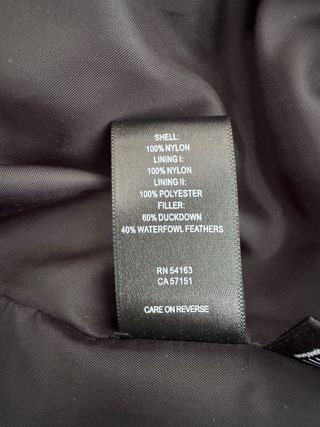 SHELL:
100% NYLON
LINING I:
100% NYLON
LINING II:
100% POLYESTER
FILLER:
60% DUCKDOWN
40% WATERFOWL FEATHERS
RN 54163
CA 57151
CARE ON REVERSE